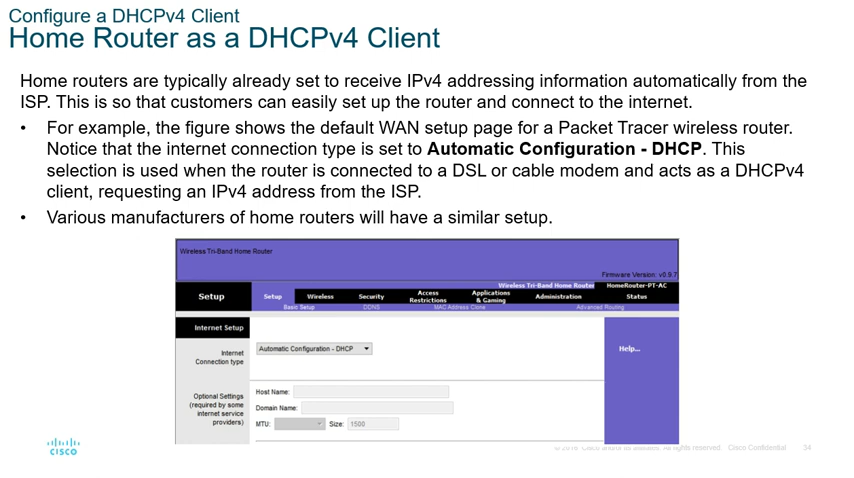 Configure a DHCPv4 Client
Home Router as a DHCPv4 Client
Home routers are typically already set to receive IPv4 addressing information automatically from the
ISP. This is so that customers can easily set up the router and connect to the internet.
• For example, the figure shows the default WAN setup page for a Packet Tracer wireless router.
Notice that the internet connection type is set to Automatic Configuration - DHCP. This
selection is used when the router is connected to a DSL or cable modem and acts as a DHCPv4
client, requesting an IPv4 address from the ISP.
• Various manufacturers of home routers will have a similar setup.
Wireless Tri-Band Home Router
Firmware Version: v0.9.7
Wireless Tri-Band Home Router HomeRouter-PT-AC
Setup
Setup Wireless Security Access Restrictions Applications & Gaming Administration Status
Basic Setup DDNS MAC Address Clone Advanced Routing
Internet Setup
Internet
Connection type
Automatic Configuration - DHCP
Help...
Optional Settings
(required by some
internet service
providers)
Host Name:
Domain Name:
MTU: Size: 1500
CISCO
All rights reserved. Cisco Confidential 34